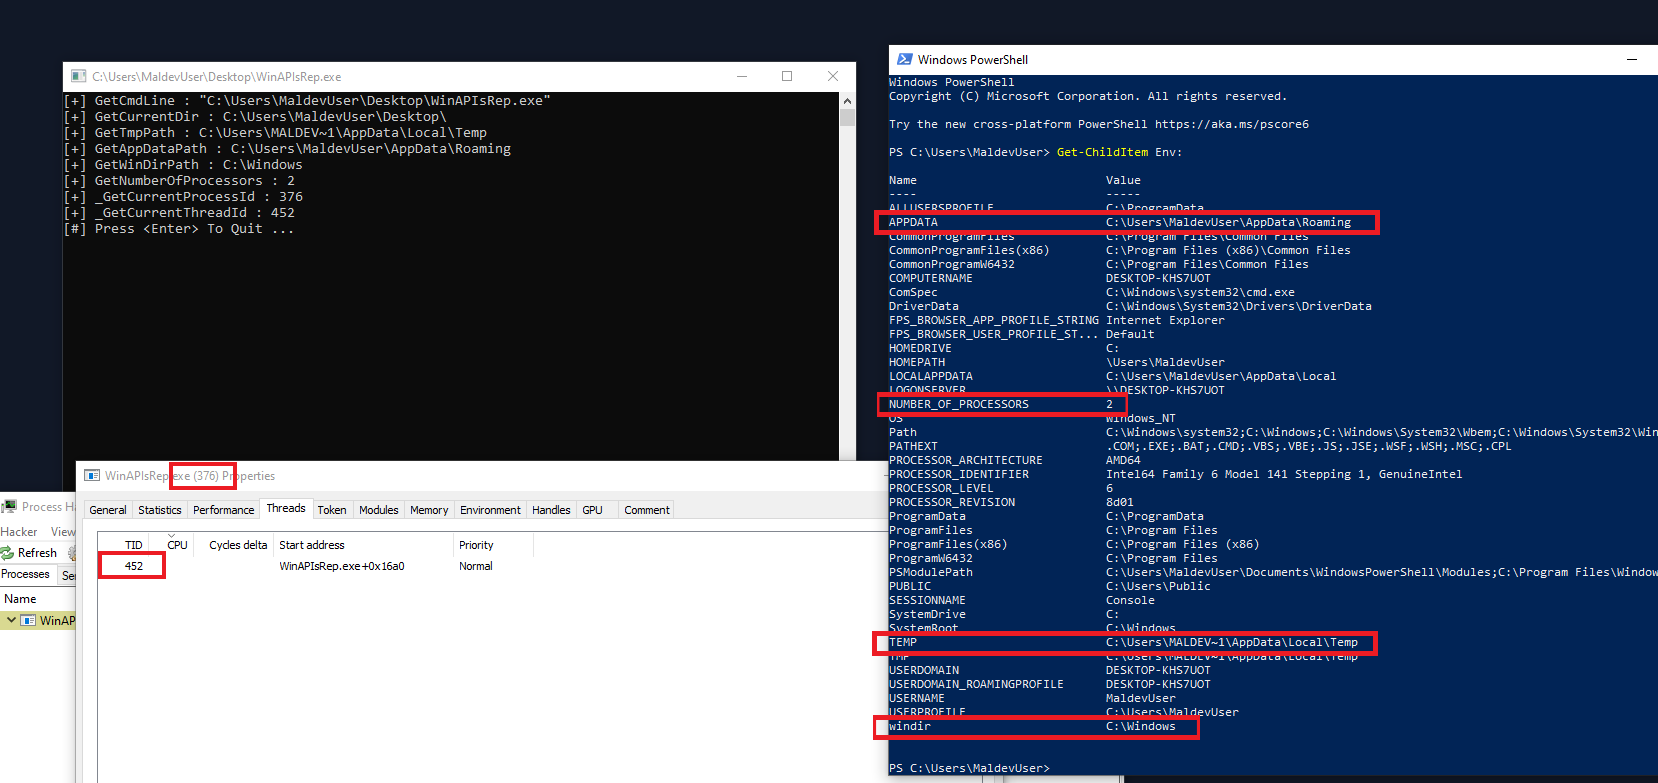 C:\Users\MaldevUser\Desktop\WinAPIsRep.exe
[+] GetCmdLine : "C:\Users\MaldevUser\Desktop\WinAPIsRep.exe"
[+] GetCurrentDir : C:\Users\MaldevUser\Desktop\
[+] GetTmpPath : C:\Users\MALDEV~1\AppData\Local\Temp
[+] GetAppDataPath : C:\Users\MaldevUser\AppData\Roaming
[+] GetWinDirPath : C:\Windows
[+] GetNumberOfProcessors : 2
[+] _GetCurrentProcessId : 376
[+] _GetCurrentThreadId : 452
[#] Press <Enter> To Quit ...
WinAPIsRep.exe (376) Properties
General Statistics Performance Threads Token Modules Memory Environment Handles GPU Comment
TID CPU Cycles delta Start address Priority
452 WinAPIsRep.exe+0x16a0 Normal
Process Ha
Hacker View
Refresh
Processes Se
Name
WinAP
Windows PowerShell
Windows PowerShell
Copyright (C) Microsoft Corporation. All rights reserved.
Try the new cross-platform PowerShell https://aka.ms/pscore6
PS C:\Users\MaldevUser> Get-ChildItem Env:
Name Value
---- -----
ALLUSERSPROFILE C:\ProgramData
APPDATA C:\Users\MaldevUser\AppData\Roaming
CommonProgramFiles C:\Program Files\Common Files
CommonProgramFiles(x86) C:\Program Files (x86)\Common Files
CommonProgramW6432 C:\Program Files\Common Files
COMPUTERNAME DESKTOP-KHS7UOT
ComSpec C:\Windows\system32\cmd.exe
DriverData C:\Windows\System32\Drivers\DriverData
FPS_BROWSER_APP_PROFILE_STRING Internet Explorer
FPS_BROWSER_USER_PROFILE_ST... Default
HOMEDRIVE C:
HOMEPATH \Users\MaldevUser
LOCALAPPDATA C:\Users\MaldevUser\AppData\Local
LOGONSERVER \\DESKTOP-KHS7UOT
NUMBER_OF_PROCESSORS 2
OS Windows_NT
Path C:\Windows\system32;C:\Windows;C:\Windows\System32\Wbem;C:\Windows\System32\Win
PATHEXT .COM;.EXE;.BAT;.CMD;.VBS;.VBE;.JS;.JSE;.WSF;.WSH;.MSC;.CPL
PROCESSOR_ARCHITECTURE AMD64
PROCESSOR_IDENTIFIER Intel64 Family 6 Model 141 Stepping 1, GenuineIntel
PROCESSOR_LEVEL 6
PROCESSOR_REVISION 8d01
ProgramData C:\ProgramData
ProgramFiles C:\Program Files
ProgramFiles(x86) C:\Program Files (x86)
ProgramW6432 C:\Program Files
PSModulePath C:\Users\MaldevUser\Documents\WindowsPowerShell\Modules;C:\Program Files\Window
PUBLIC C:\Users\Public
SESSIONNAME Console
SystemDrive C:
SystemRoot C:\Windows
TEMP C:\Users\MALDEV~1\AppData\Local\Temp
TMP C:\Users\MALDEV~1\AppData\Local\Temp
USERDOMAIN DESKTOP-KHS7UOT
USERDOMAIN_ROAMINGPROFILE DESKTOP-KHS7UOT
USERNAME MaldevUser
USERPROFILE C:\Users\MaldevUser
windir C:\Windows
PS C:\Users\MaldevUser>